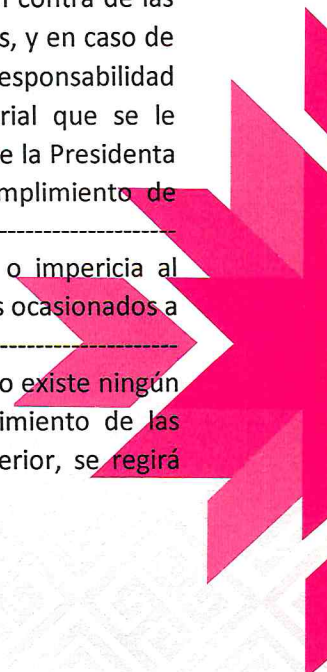 n contra de las
s, y en caso de
esponsabilidad
rial que se le
e la Presidenta
mplimiento de
--------------------
o impericia al
s ocasionados a
--------------------
o existe ningún
imiento de las
erior, se regirá